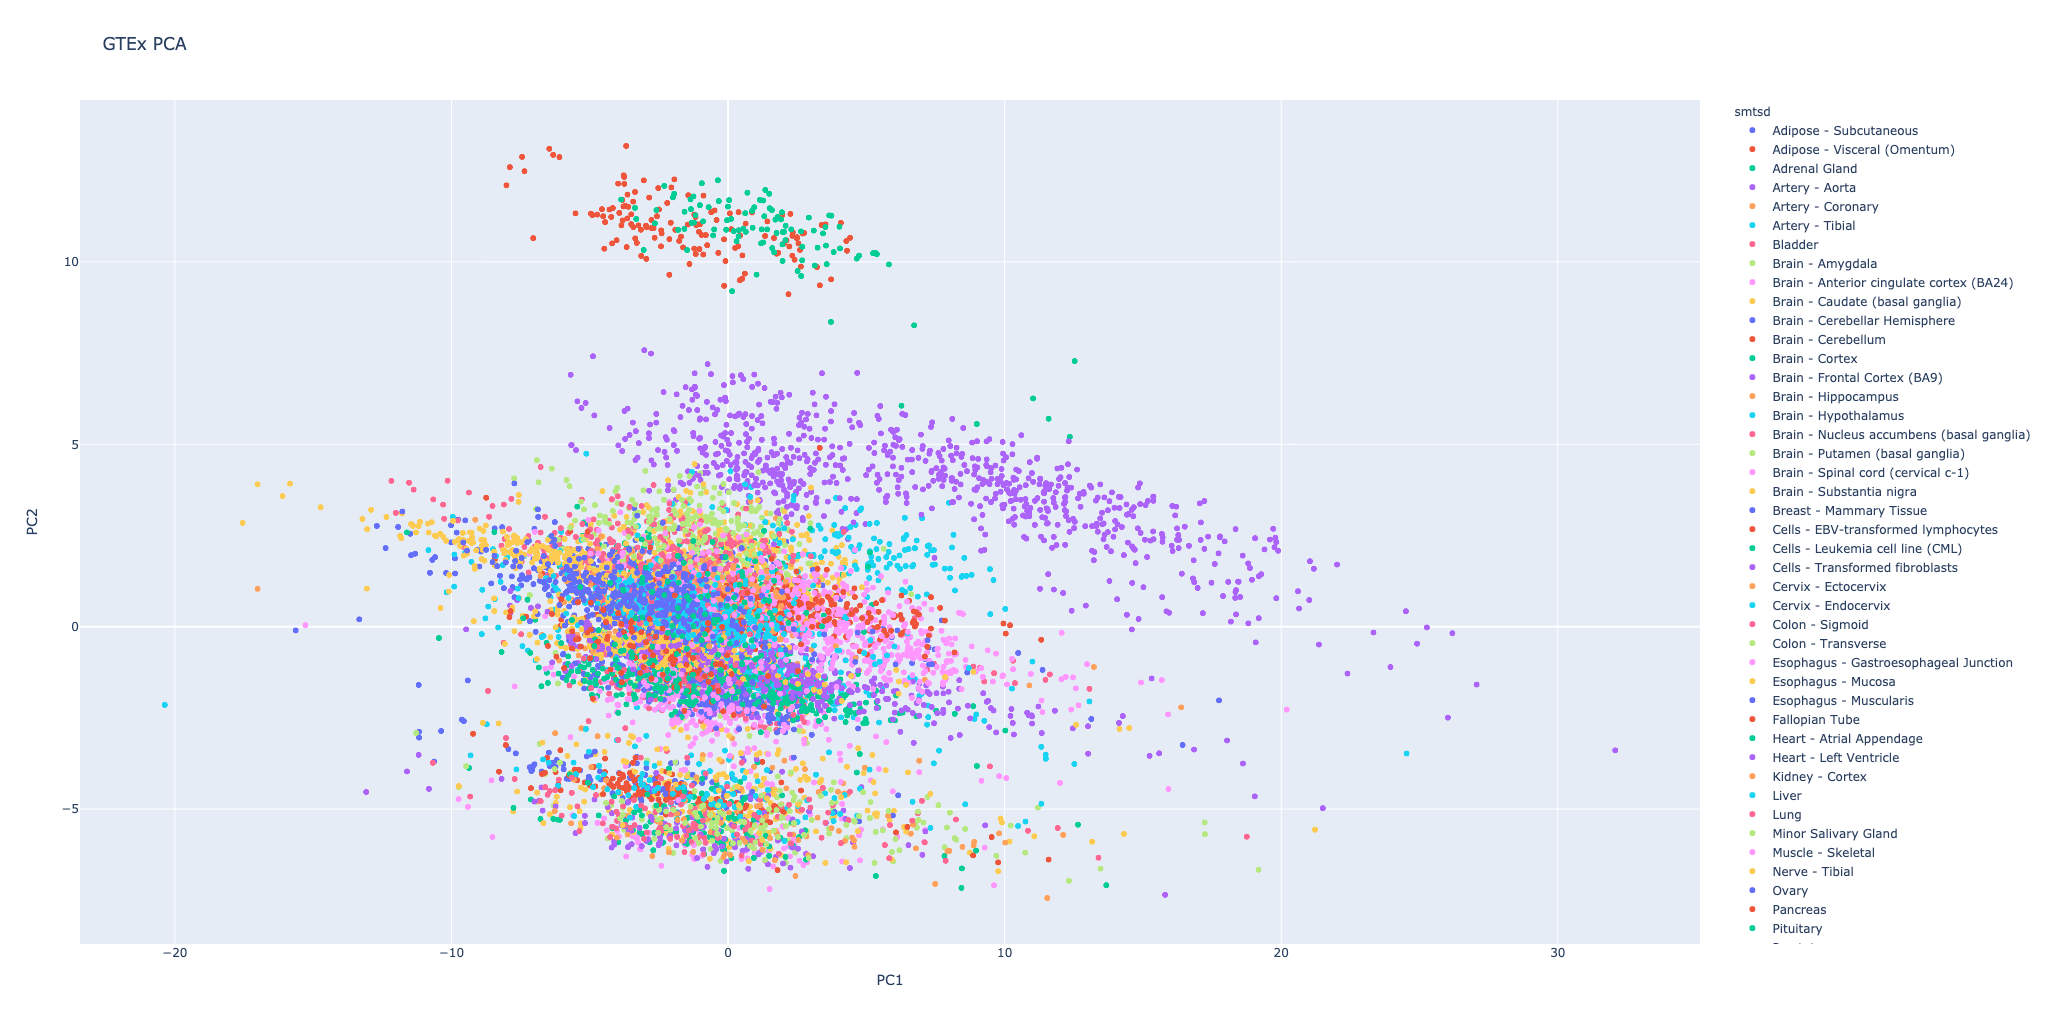 GTEx PCA
10
5
0
−5
PC2
−20
−10
0
10
20
30
PC1
smtsd
Adipose - Subcutaneous
Adipose - Visceral (Omentum)
Adrenal Gland
Artery - Aorta
Artery - Coronary
Artery - Tibial
Bladder
Brain - Amygdala
Brain - Anterior cingulate cortex (BA24)
Brain - Caudate (basal ganglia)
Brain - Cerebellar Hemisphere
Brain - Cerebellum
Brain - Cortex
Brain - Frontal Cortex (BA9)
Brain - Hippocampus
Brain - Hypothalamus
Brain - Nucleus accumbens (basal ganglia)
Brain - Putamen (basal ganglia)
Brain - Spinal cord (cervical c-1)
Brain - Substantia nigra
Breast - Mammary Tissue
Cells - EBV-transformed lymphocytes
Cells - Leukemia cell line (CML)
Cells - Transformed fibroblasts
Cervix - Ectocervix
Cervix - Endocervix
Colon - Sigmoid
Colon - Transverse
Esophagus - Gastroesophageal Junction
Esophagus - Mucosa
Esophagus - Muscularis
Fallopian Tube
Heart - Atrial Appendage
Heart - Left Ventricle
Kidney - Cortex
Liver
Lung
Minor Salivary Gland
Muscle - Skeletal
Nerve - Tibial
Ovary
Pancreas
Pituitary